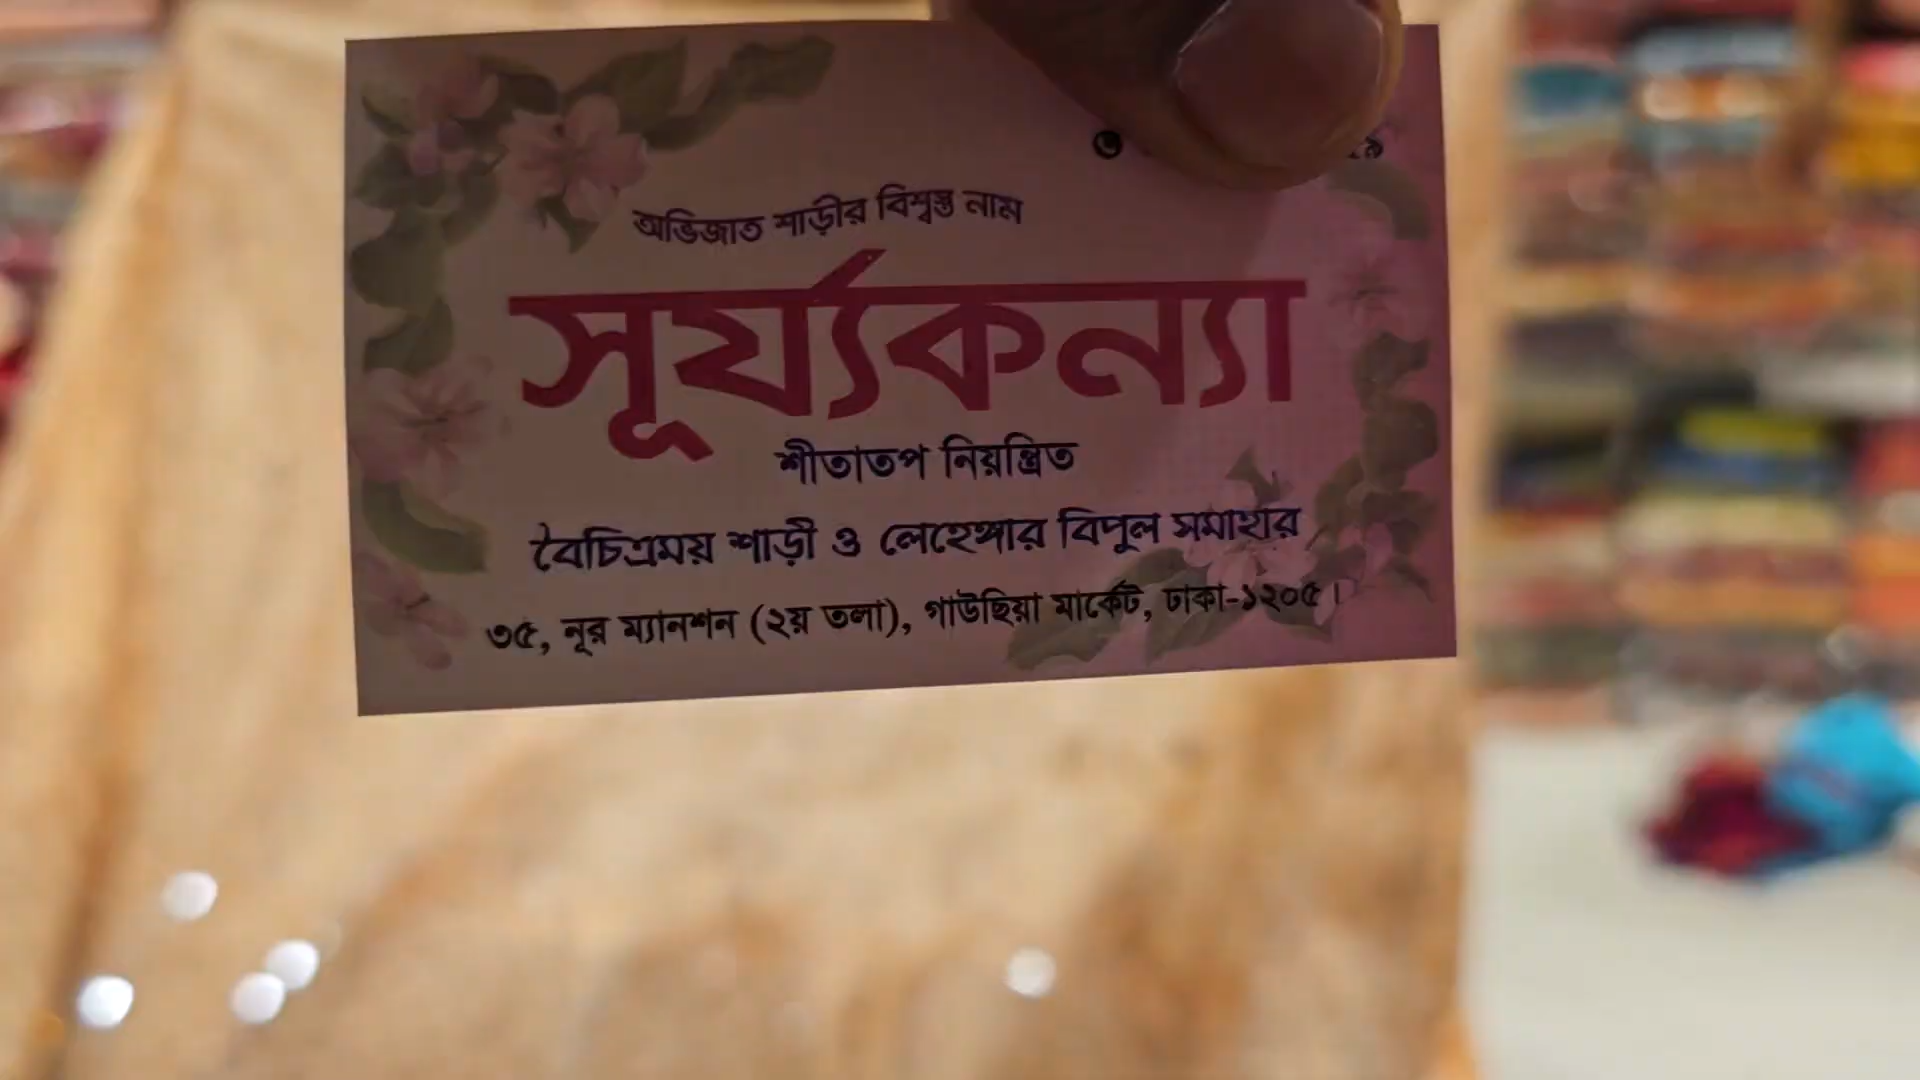 অভিজাত শাড়ীর বিশ্বস্ত নাম
সূর্য্যকন্যা
শীতাতপ নিয়ন্ত্রিত
বৈচিত্রময় শাড়ী ও লেহেঙ্গার বিপুল সমাহার
৩৫, নূর ম্যানশন (২য় তলা), গাউছিয়া মার্কেট, ঢাকা-১২০৫।